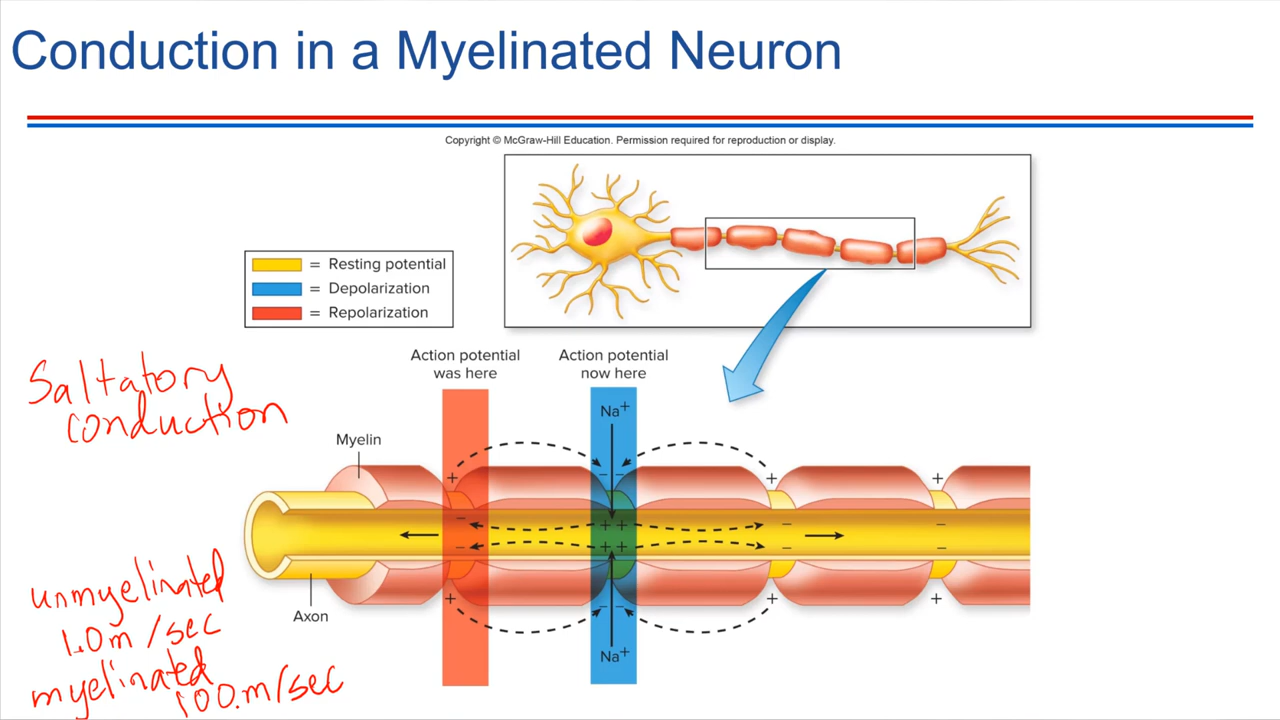 Conduction in a Myelinated Neuron
Copyright © McGraw-Hill Education. Permission required for reproduction or display.
= Resting potential
= Depolarization
= Repolarization
Saltatory
conduction
Action potential
was here
Action potential
now here
Na+
Myelin
+
+
+
- -
- + + - -
- + + - -
Axon
+
+
+
- -
Na+
unmyelinated
1.0 m/sec
myelinated
100. m/sec